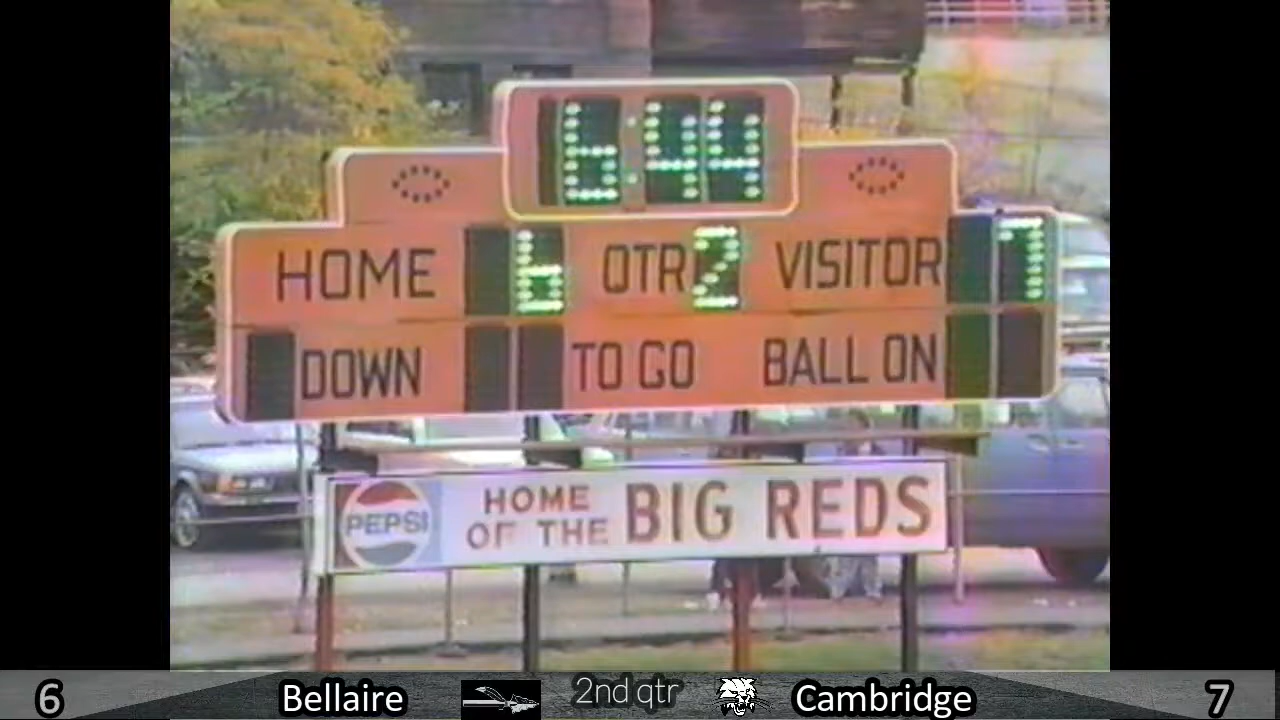 6:44
HOME 6 QTR 2 VISITOR 7
DOWN TO GO BALL ON
PEPSI
HOME
OF THE
BIG REDS
6 Bellaire 2nd qtr Cambridge 7